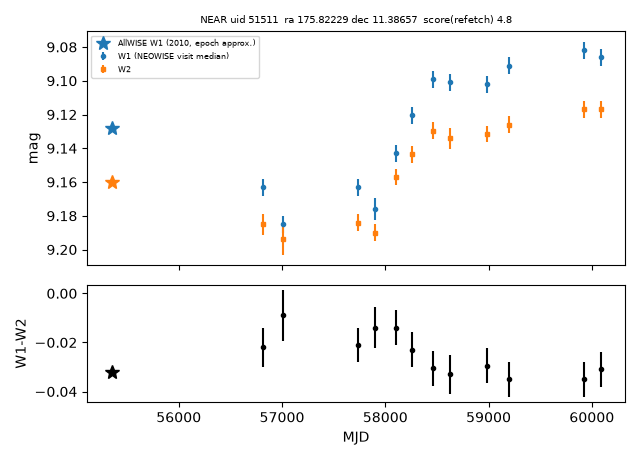 NEAR uid 51511  ra 175.82229 dec 11.38657  score(refetch) 4.8
AllWISE W1 (2010, epoch approx.)
W1 (NEOWISE visit median)
W2
9.08
9.10
9.12
9.14
9.16
9.18
9.20
mag
0.00
−0.02
−0.04
W1-W2
56000
57000
58000
59000
60000
MJD